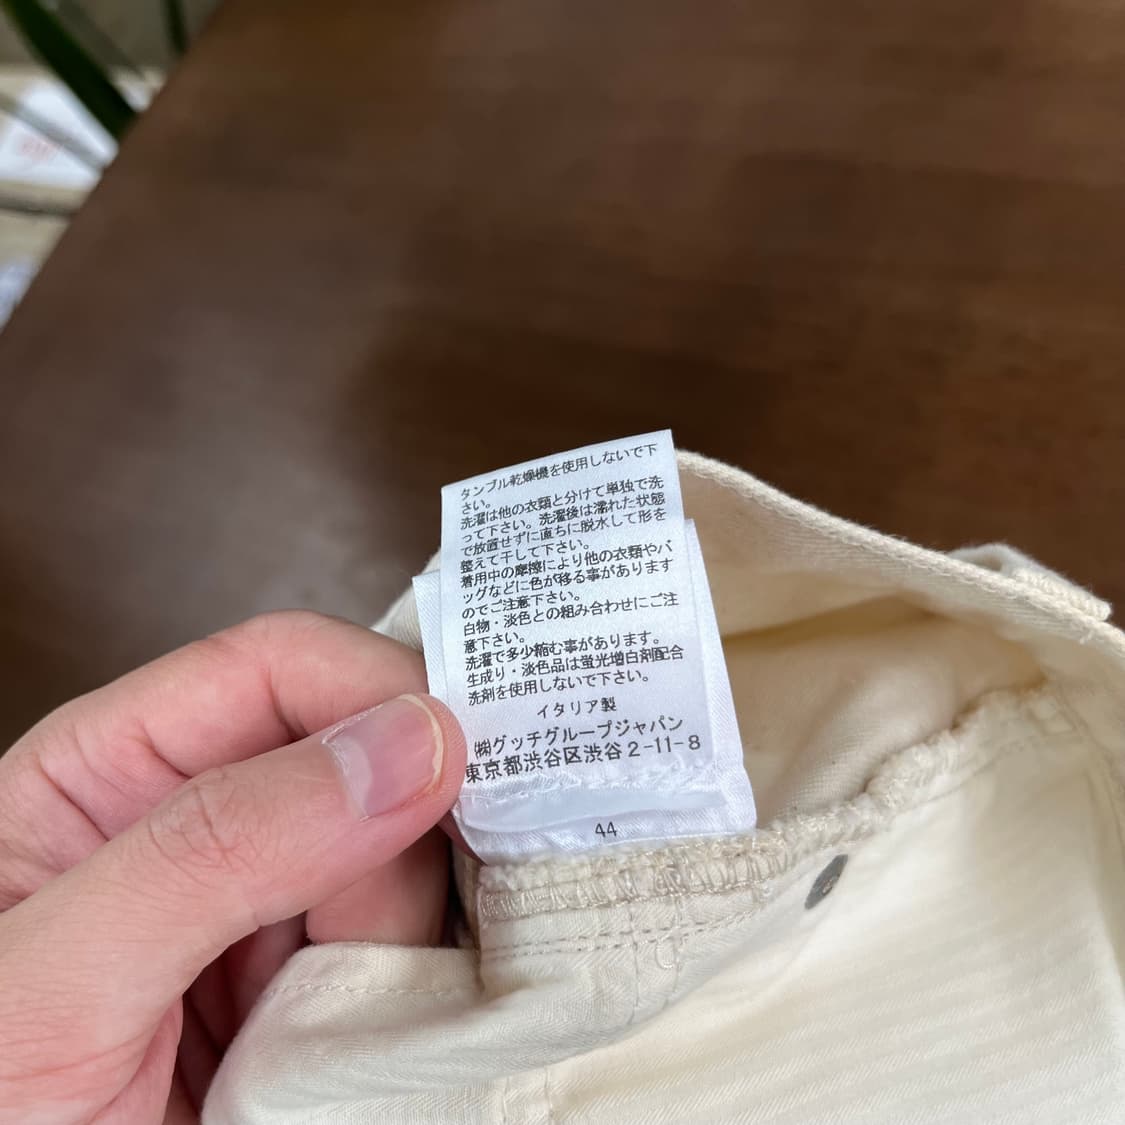 タンブル乾燥機を使用しないで下
さい。
洗濯は他の衣類と分けて単独で洗
って下さい。洗濯後は濡れた状態
で放置せずに直ちに脱水して形を
整えて干して下さい。
着用中の摩擦により他の衣類やバ
ッグなどに色が移る事があります
のでご注意下さい。
白物・淡色との組み合わせにご注
意下さい。
洗濯で多少縮む事があります。
生成り・淡色品は蛍光増白剤配合
洗剤を使用しないで下さい。
イタリア製
㈱グッチグループジャパン
東京都渋谷区渋谷2-11-8
44